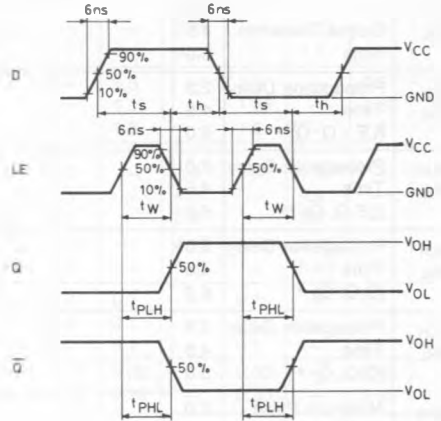 6ns 6ns
D 90% 50% 10% VCC GND
ts th ts th
6ns
LE 90% 50% 10% 50% VCC GND
tW tW
Q 50% VOH VOL
tPLH tPHL
Q̄ 50% VOH VOL
tPHL tPLH